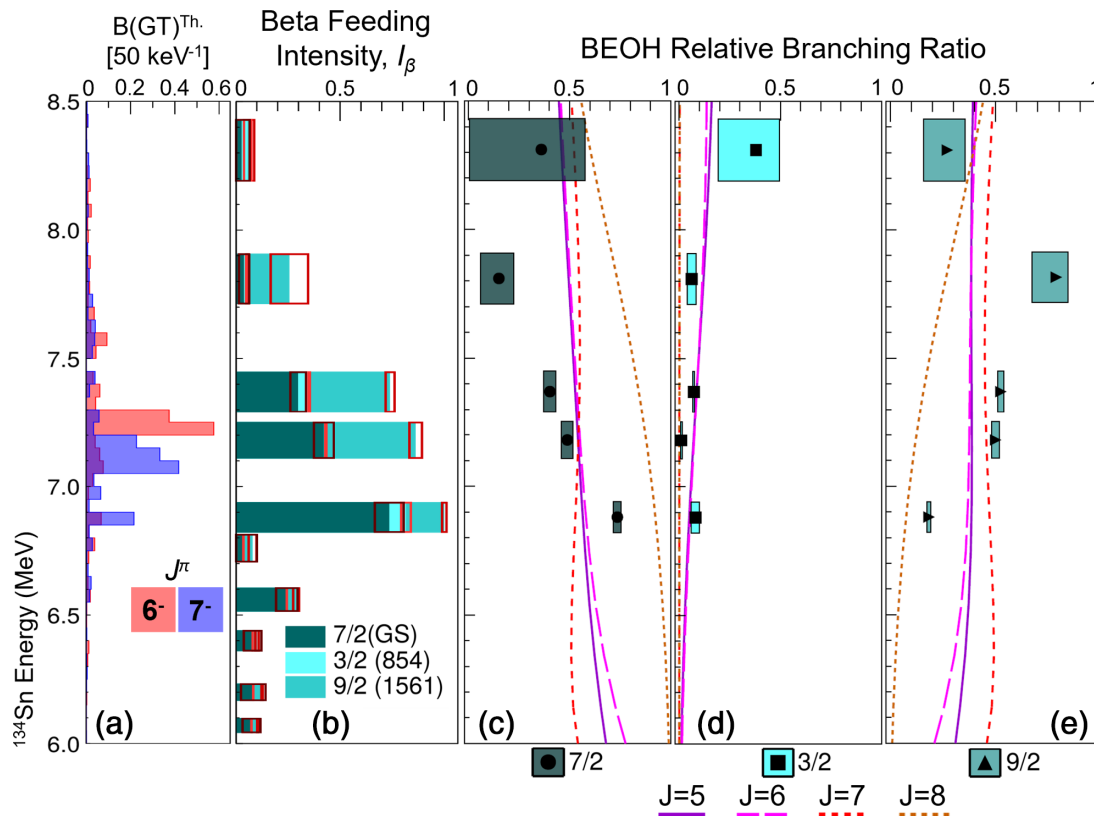 B(GT)Th.
[50 keV-1]
Beta Feeding
Intensity, Iβ
BEOH Relative Branching Ratio
0 0.2 0.4 0.6
0 0.5 1
0 0.5 1
0 0.5 1
0 0.5 1
8.5
8.0
7.5
7.0
6.5
6.0
134Sn Energy (MeV)
Jπ
6- 7-
7/2(GS)
3/2 (854)
9/2 (1561)
(a) (b) (c) (d) (e)
7/2 3/2 9/2
J=5 J=6 J=7 J=8